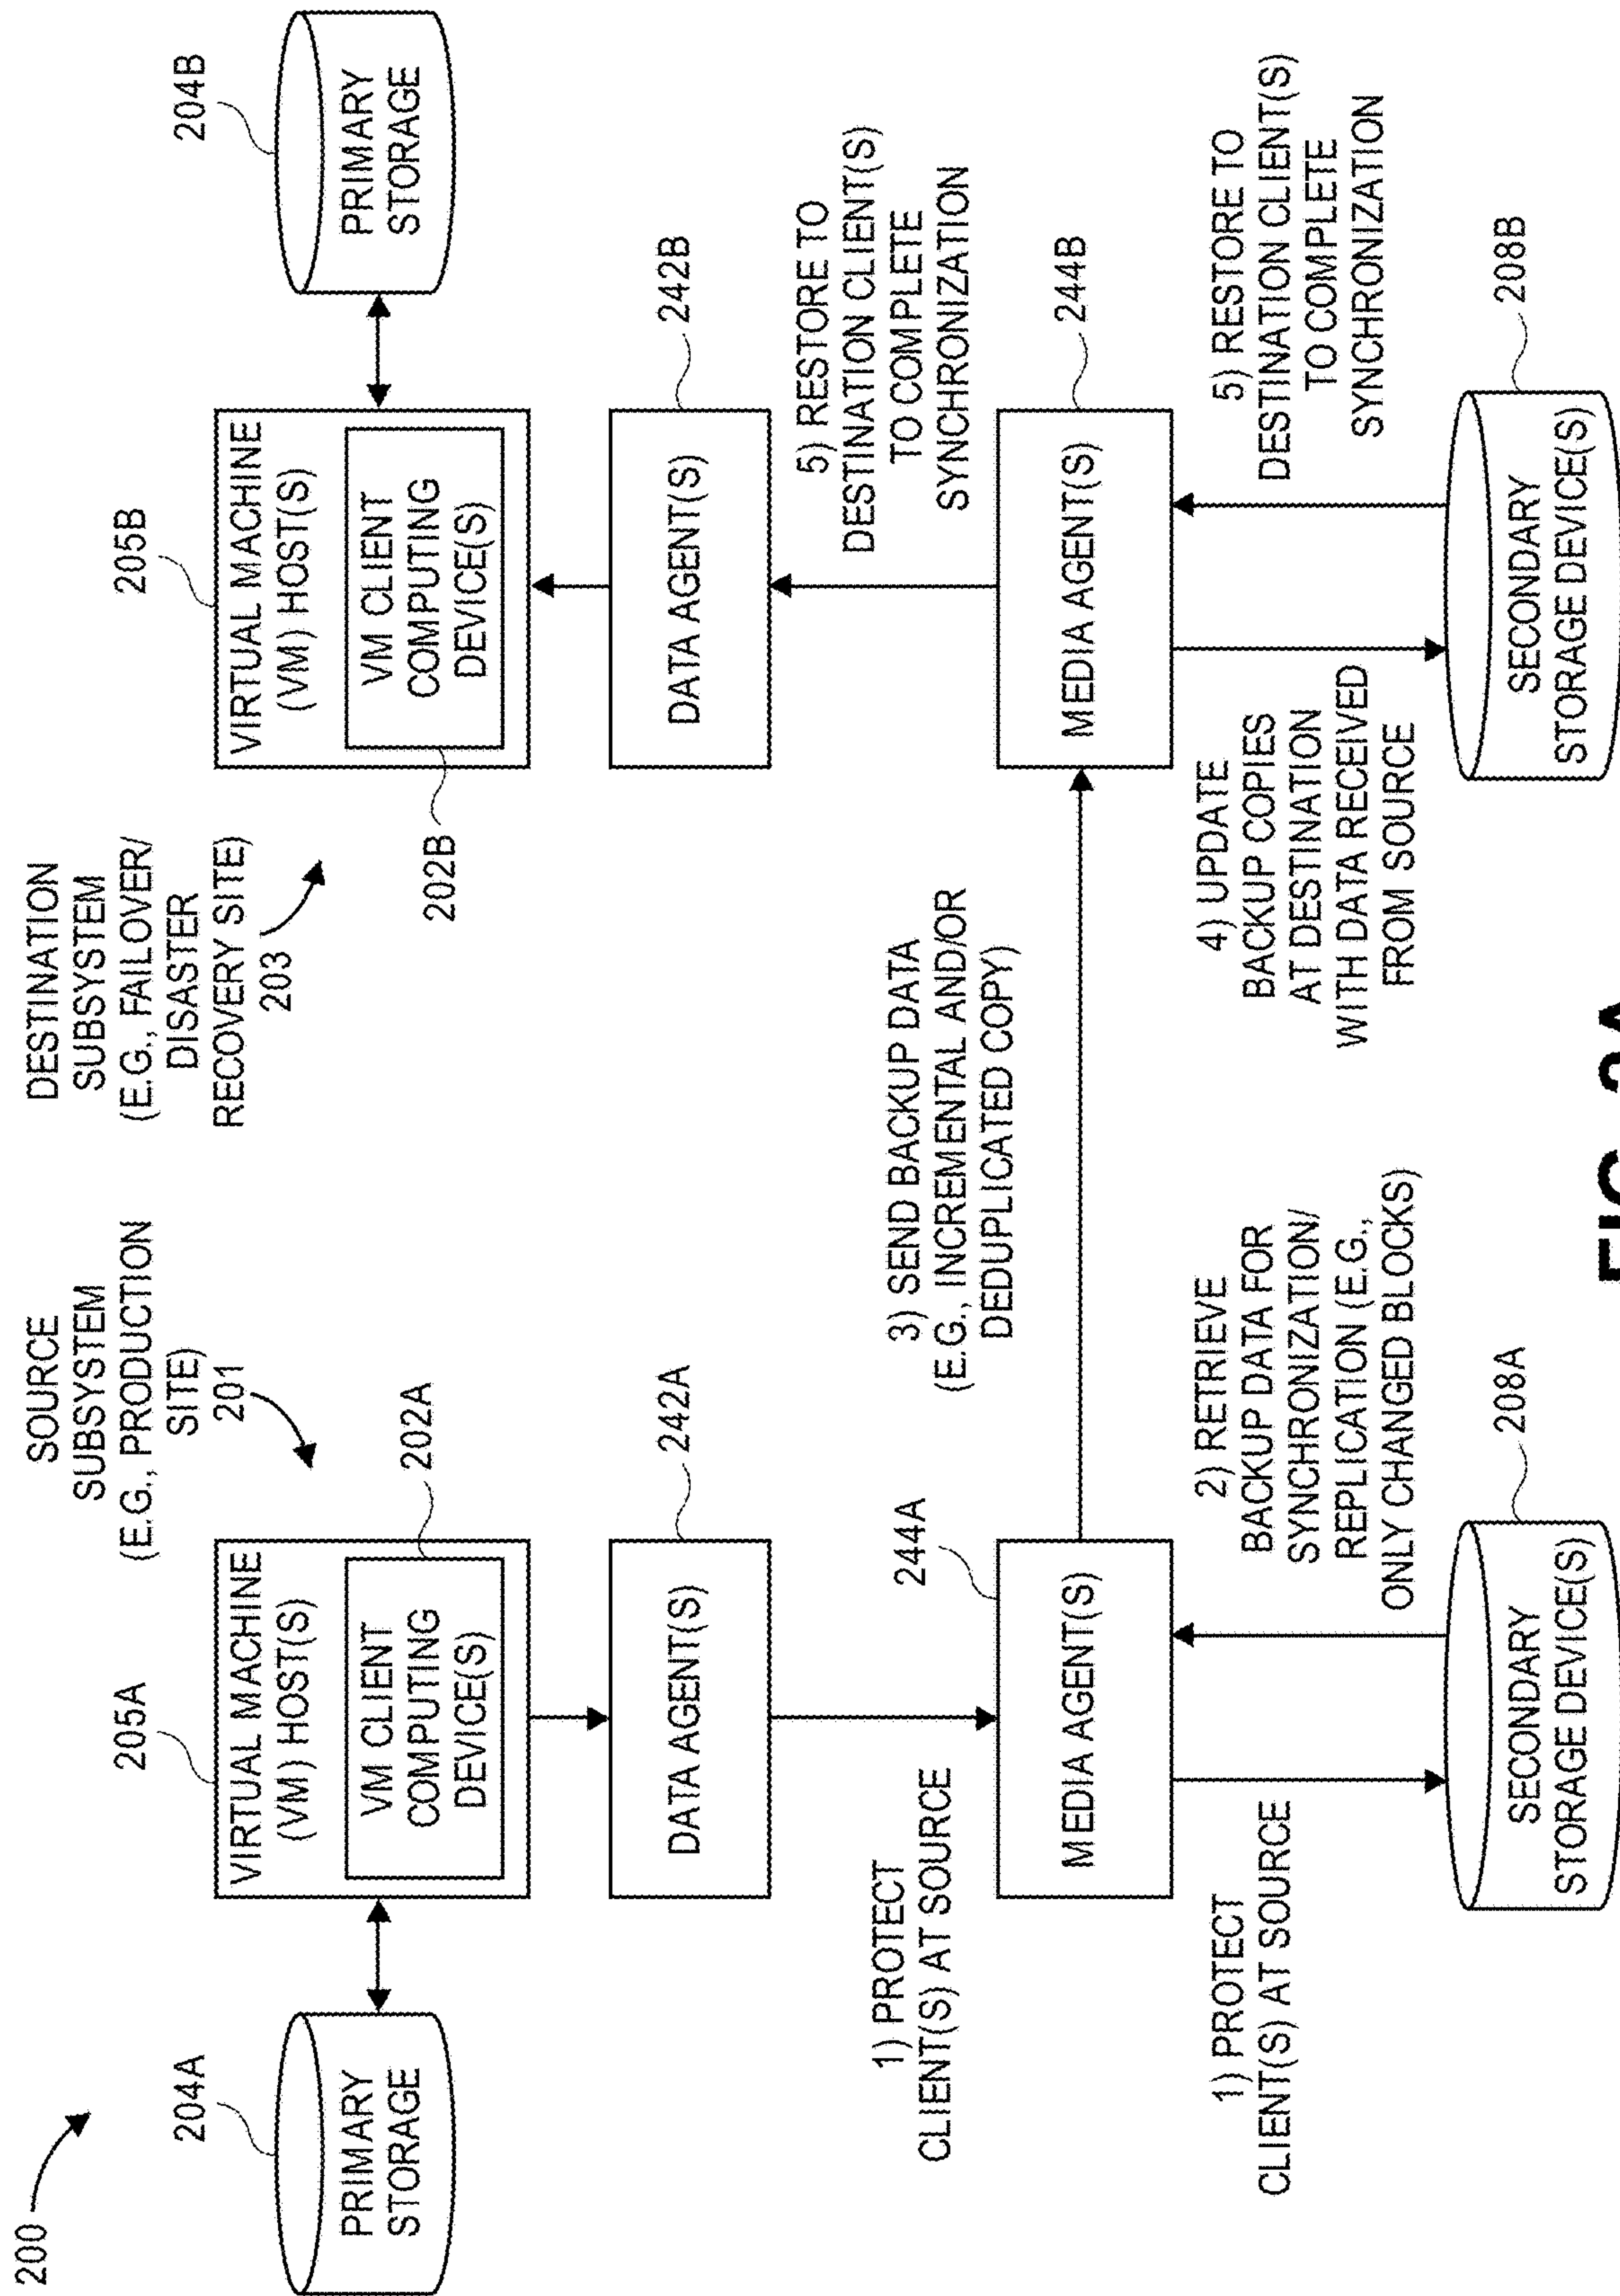 200
SOURCE
SUBSYSTEM
(E.G., PRODUCTION
SITE)
201
DESTINATION
SUBSYSTEM
(E.G., FAILOVER/
DISASTER
RECOVERY SITE)
203
204A
PRIMARY
STORAGE
205A
VIRTUAL MACHINE
(VM) HOST(S)
VM CLIENT
COMPUTING
DEVICE(S)
202A
205B
VIRTUAL MACHINE
(VM) HOST(S)
VM CLIENT
COMPUTING
DEVICE(S)
202B
204B
PRIMARY
STORAGE
DATA AGENT(S)
242A
DATA AGENT(S)
242B
1) PROTECT
CLIENT(S) AT SOURCE
3) SEND BACKUP DATA
(E.G., INCREMENTAL AND/OR
DEDUPLICATED COPY)
5) RESTORE TO
DESTINATION CLIENT(S)
TO COMPLETE
SYNCHRONIZATION
244A
MEDIA AGENT(S)
MEDIA AGENT(S)
244B
1) PROTECT
CLIENT(S) AT SOURCE
2) RETRIEVE
BACKUP DATA FOR
SYNCHRONIZATION/
REPLICATION (E.G.,
ONLY CHANGED BLOCKS)
4) UPDATE
BACKUP COPIES
AT DESTINATION
WITH DATA RECEIVED
FROM SOURCE
5) RESTORE TO
DESTINATION CLIENT(S)
TO COMPLETE
SYNCHRONIZATION
SECONDARY
STORAGE DEVICE(S)
208A
SECONDARY
STORAGE DEVICE(S)
208B